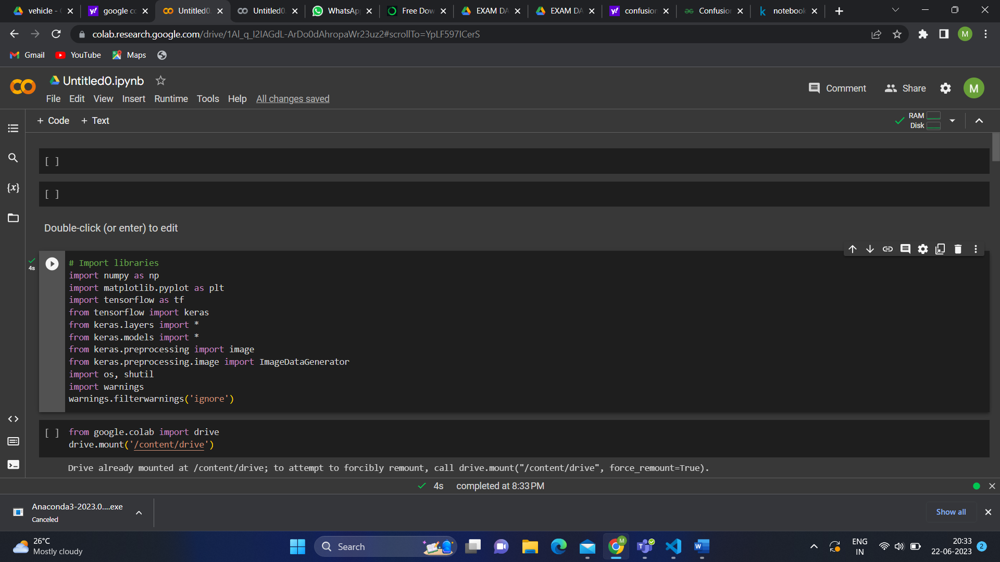 vehicle -
google co
Untitled0.
Untitled0.
WhatsAp
Free Dow
EXAM DA
EXAM DA
confusion
Confusion
notebook
colab.research.google.com/drive/1Al_q_I2IAGdL-ArDo0dAhropaWr23uz2#scrollTo=YpLF597ICerS
M
Gmail
YouTube
Maps
Untitled0.ipynb
File Edit View Insert Runtime Tools Help All changes saved
Comment
Share
M
+ Code + Text
RAM
Disk
[ ]
[ ]
{x}
Double-click (or enter) to edit
4s
# Import libraries
import numpy as np
import matplotlib.pyplot as plt
import tensorflow as tf
from tensorflow import keras
from keras.layers import *
from keras.models import *
from keras.preprocessing import image
from keras.preprocessing.image import ImageDataGenerator
import os, shutil
import warnings
warnings.filterwarnings('ignore')
[ ] from google.colab import drive
drive.mount('/content/drive')
Drive already mounted at /content/drive; to attempt to forcibly remount, call drive.mount("/content/drive", force_remount=True).
4s completed at 8:33 PM
Anaconda3-2023.0....exe
Canceled
Show all
26°C
Mostly cloudy
Search
ENG
IN
20:33
22-06-2023
2